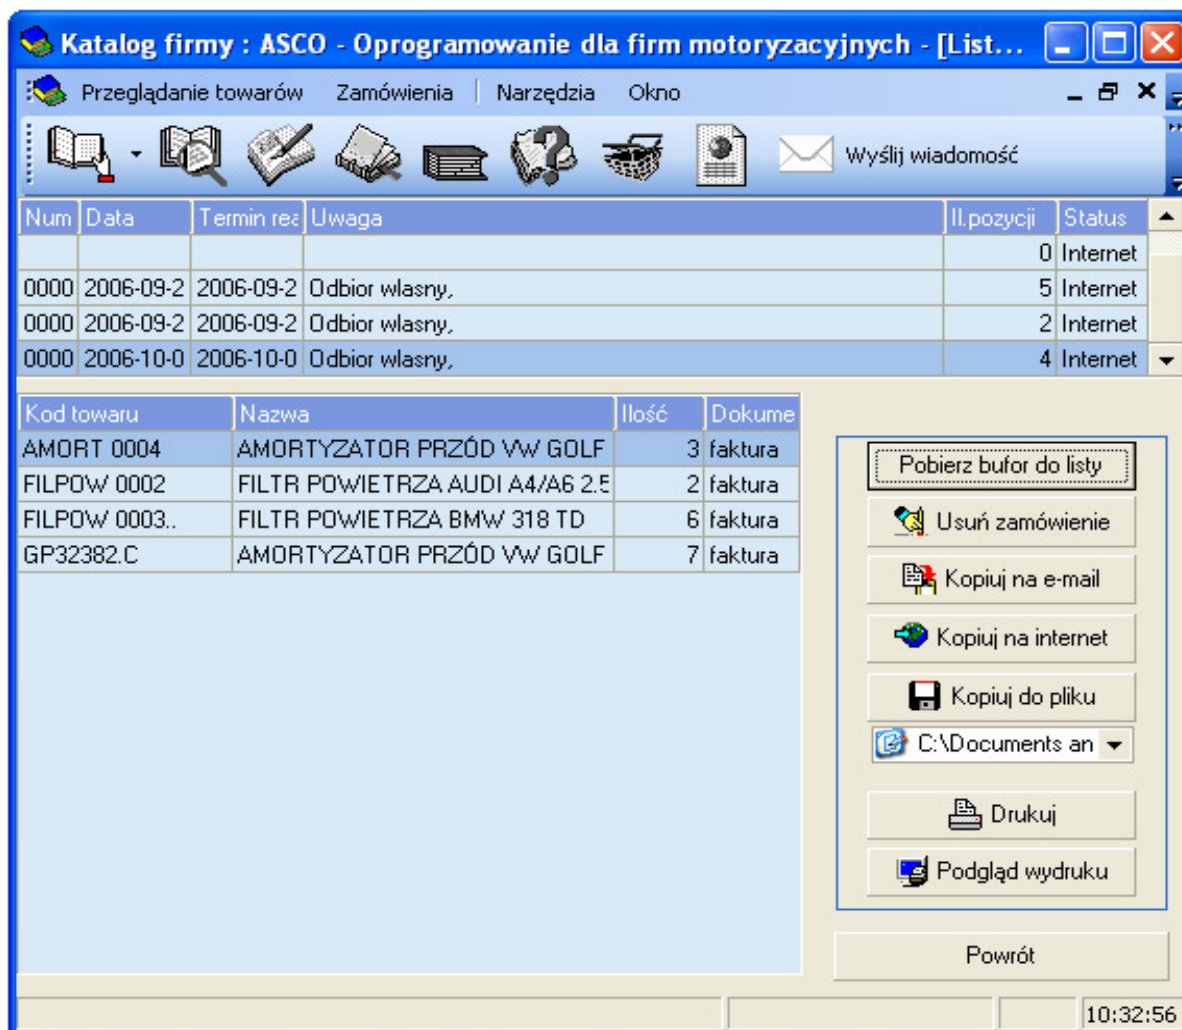 Katalog firmy : ASCO - Oprogramowanie dla firm motoryzacyjnych - [List...
Przeglądanie towarów Zamówienia Narzędzia Okno
Wyślij wiadomość
Num Data Termin rea Uwaga Il.pozycji Status
0 Internet
0000 2006-09-2 2006-09-2 Odbior wlasny, 5 Internet
0000 2006-09-2 2006-09-2 Odbior wlasny, 2 Internet
0000 2006-10-0 2006-10-0 Odbior wlasny, 4 Internet
Kod towaru Nazwa Ilość Dokume
AMORT 0004 AMORTYZATOR PRZÓD VW GOLF 3 faktura
FILPOW 0002 FILTR POWIETRZA AUDI A4/A6 2.5 2 faktura
FILPOW 0003.. FILTR POWIETRZA BMW 318 TD 6 faktura
GP32382.C AMORTYZATOR PRZÓD VW GOLF 7 faktura
Pobierz bufor do listy
Usuń zamówienie
Kopiuj na e-mail
Kopiuj na internet
Kopiuj do pliku
C:\Documents an
Drukuj
Podgląd wydruku
Powrót
10:32:56